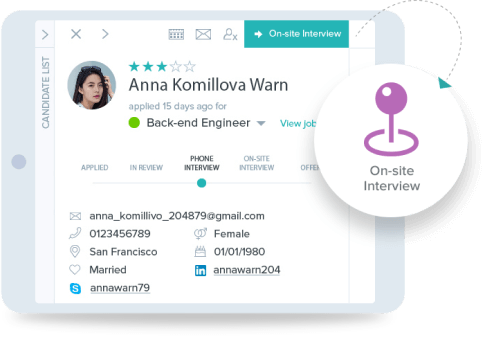 CANDIDATE LIST
On-site Interview
Anna Komillova Warn
applied 15 days ago for
Back-end Engineer
View job
APPLIED
IN REVIEW
PHONE
INTERVIEW
ON-SITE
INTERVIEW
OFFE
anna_komillivo_204879@gmail.com
0123456789
Female
San Francisco
01/01/1980
Married
in annawarn204
S annawarn79
On-site
Interview